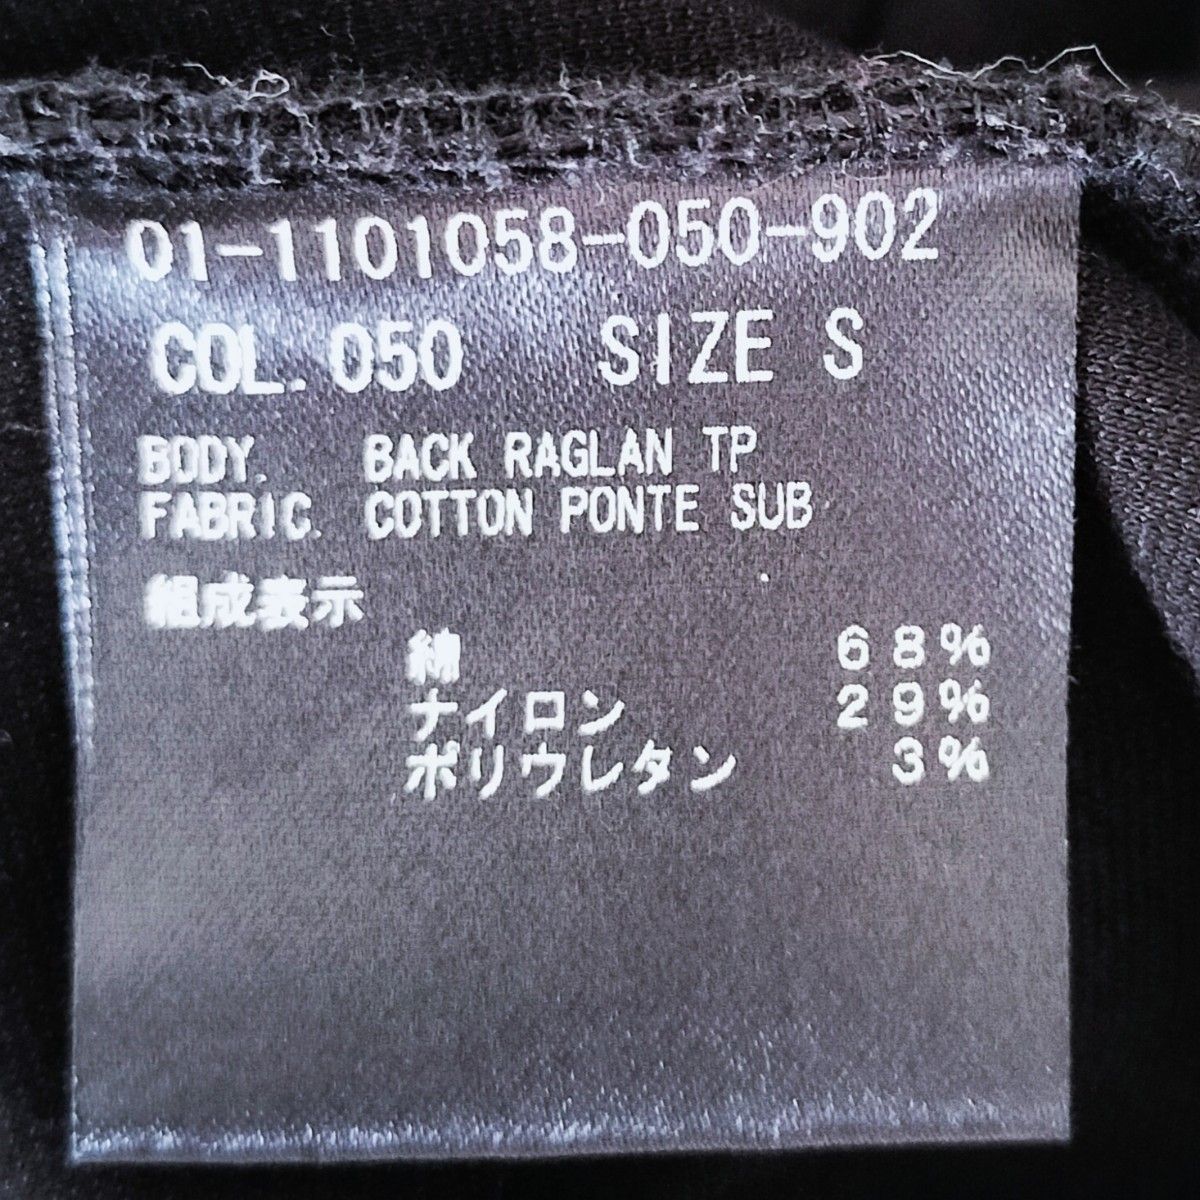 01-1101058-050-902
COL. 050 SIZE S
BODY. BACK RAGLAN TP
FABRIC. COTTON PONTE SUB
組成表示
綿 68%
ナイロン 29%
ポリウレタン 3%